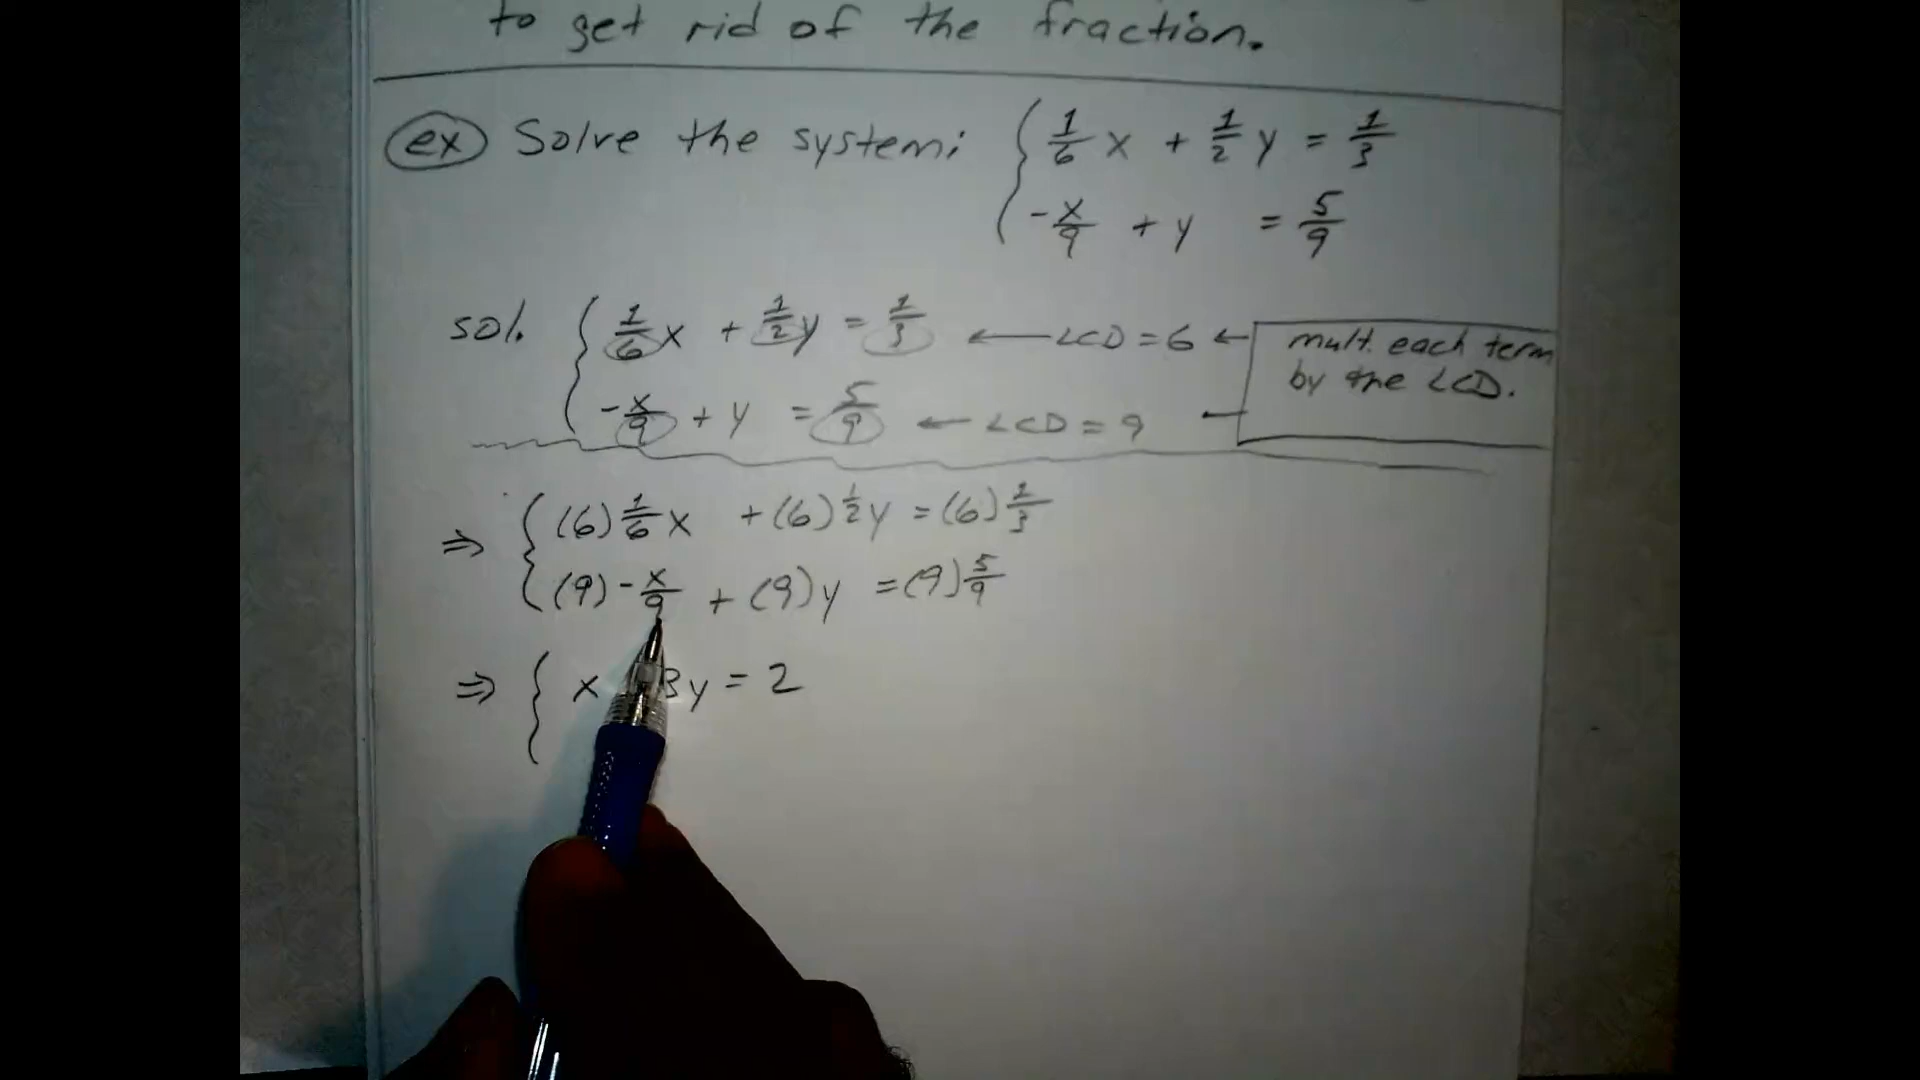 to get rid of the fraction.
ex Solve the system: { 1/6 x + 1/2 y = 1/3
-x/9 + y = 5/9
sol. { 1/6 x + 1/2 y = 1/3 ← LCD = 6 ← mult. each term
by the LCD.
-x/9 + y = 5/9 ← LCD = 9 ←
⇒ { (6) 1/6 x + (6) 1/2 y = (6) 1/3
(9) -x/9 + (9) y = (9) 5/9
⇒ { x 3y = 2